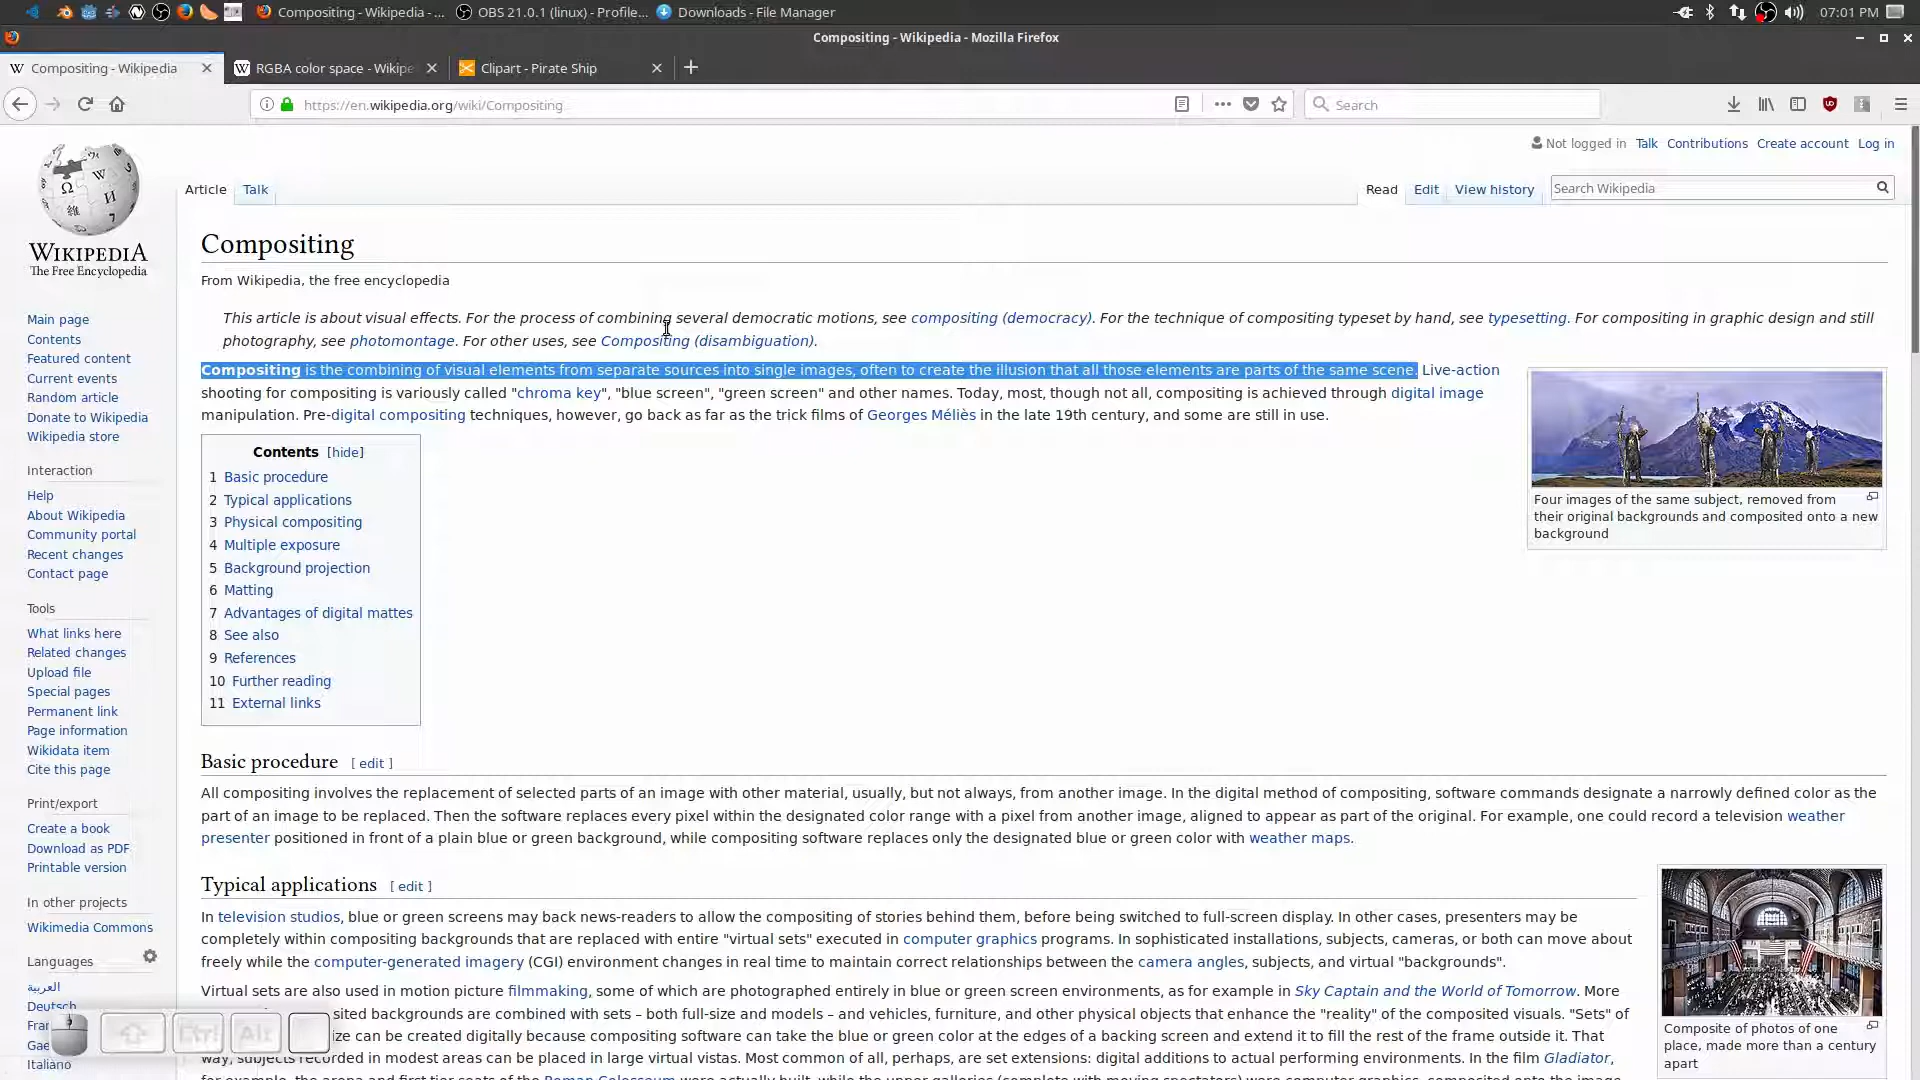 Compositing - Wikipedia - ...
OBS 21.0.1 (linux) - Profile...
Downloads - File Manager
07:01 PM
Compositing - Wikipedia - Mozilla Firefox
Compositing - Wikipedia
RGBA color space - Wikipe
Clipart - Pirate Ship
https://en.wikipedia.org/wiki/Compositing
Search
Not logged in Talk Contributions Create account Log in
Article Talk
Read Edit View history
Search Wikipedia
WIKIPEDIA
The Free Encyclopedia
Main page
Contents
Featured content
Current events
Random article
Donate to Wikipedia
Wikipedia store
Interaction
Help
About Wikipedia
Community portal
Recent changes
Contact page
Tools
What links here
Related changes
Upload file
Special pages
Permanent link
Page information
Wikidata item
Cite this page
Print/export
Create a book
Download as PDF
Printable version
In other projects
Wikimedia Commons
Languages
العربية
Deutsch
Italiano
Compositing
From Wikipedia, the free encyclopedia
This article is about visual effects. For the process of combining several democratic motions, see compositing (democracy). For the technique of compositing typeset by hand, see typesetting. For compositing in graphic design and still
photography, see photomontage. For other uses, see Compositing (disambiguation).
Compositing is the combining of visual elements from separate sources into single images, often to create the illusion that all those elements are parts of the same scene. Live-action
shooting for compositing is variously called "chroma key", "blue screen", "green screen" and other names. Today, most, though not all, compositing is achieved through digital image
manipulation. Pre-digital compositing techniques, however, go back as far as the trick films of Georges Méliès in the late 19th century, and some are still in use.
Four images of the same subject, removed from
their original backgrounds and composited onto a new
background
Contents [hide]
1 Basic procedure
2 Typical applications
3 Physical compositing
4 Multiple exposure
5 Background projection
6 Matting
7 Advantages of digital mattes
8 See also
9 References
10 Further reading
11 External links
Basic procedure [ edit ]
All compositing involves the replacement of selected parts of an image with other material, usually, but not always, from another image. In the digital method of compositing, software commands designate a narrowly defined color as the
part of an image to be replaced. Then the software replaces every pixel within the designated color range with a pixel from another image, aligned to appear as part of the original. For example, one could record a television weather
presenter positioned in front of a plain blue or green background, while compositing software replaces only the designated blue or green color with weather maps.
Typical applications [ edit ]
In television studios, blue or green screens may back news-readers to allow the compositing of stories behind them, before being switched to full-screen display. In other cases, presenters may be
completely within compositing backgrounds that are replaced with entire "virtual sets" executed in computer graphics programs. In sophisticated installations, subjects, cameras, or both can move about
freely while the computer-generated imagery (CGI) environment changes in real time to maintain correct relationships between the camera angles, subjects, and virtual "backgrounds".
Virtual sets are also used in motion picture filmmaking, some of which are photographed entirely in blue or green screen environments, as for example in Sky Captain and the World of Tomorrow. More
sited backgrounds are combined with sets – both full-size and models – and vehicles, furniture, and other physical objects that enhance the "reality" of the composited visuals. "Sets" of
ize can be created digitally because compositing software can take the blue or green color at the edges of a backing screen and extend it to fill the rest of the frame outside it. That
way, subjects recorded in modest areas can be placed in large virtual vistas. Most common of all, perhaps, are set extensions: digital additions to actual performing environments. In the film Gladiator,
Composite of photos of one
place, made more than a century
apart
Ctrl
Alt